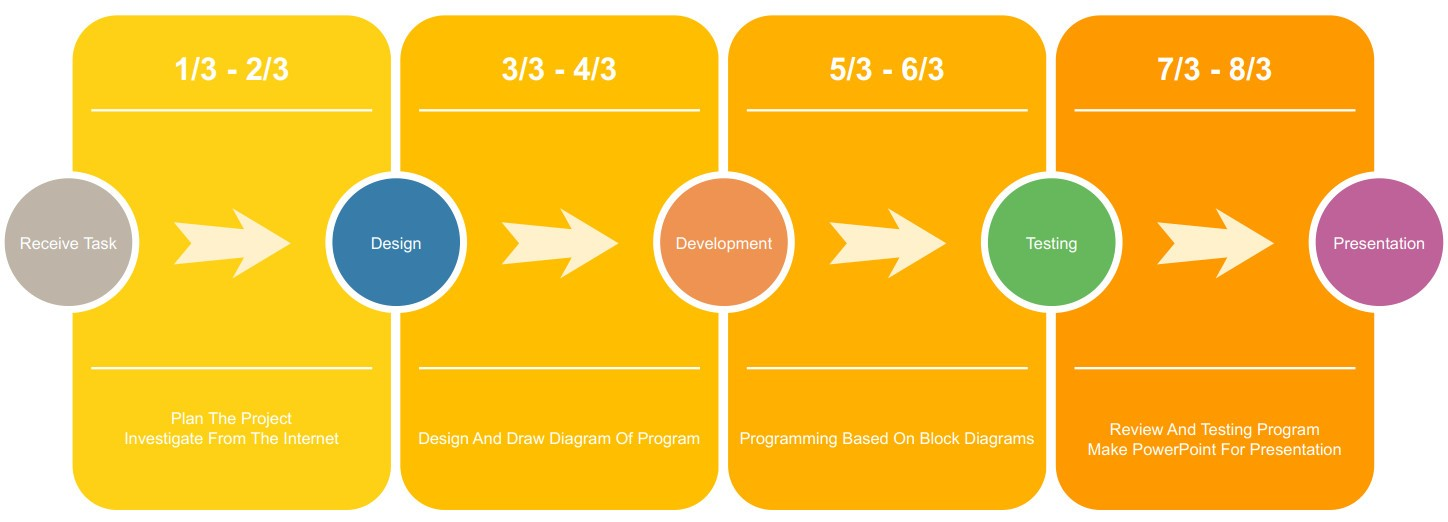 1/3 - 2/3
3/3 - 4/3
5/3 - 6/3
7/3 - 8/3
Receive Task
Design
Development
Testing
Presentation
Plan The Project
Investigate From The Internet
Design And Draw Diagram Of Program
Programming Based On Block Diagrams
Review And Testing Program
Make PowerPoint For Presentation